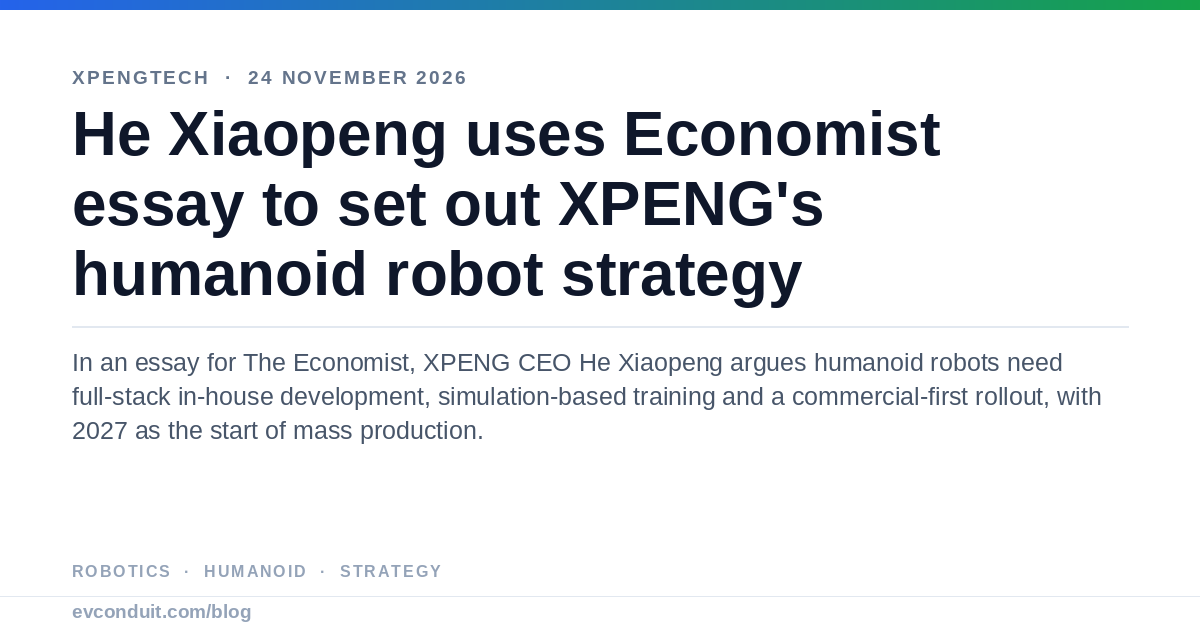 XPENGTECH · 24 NOVEMBER 2026
He Xiaopeng uses Economist
essay to set out XPENG's
humanoid robot strategy
In an essay for The Economist, XPENG CEO He Xiaopeng argues humanoid robots need
full-stack in-house development, simulation-based training and a commercial-first rollout, with
2027 as the start of mass production.
ROBOTICS · HUMANOID · STRATEGY
evconduit.com/blog